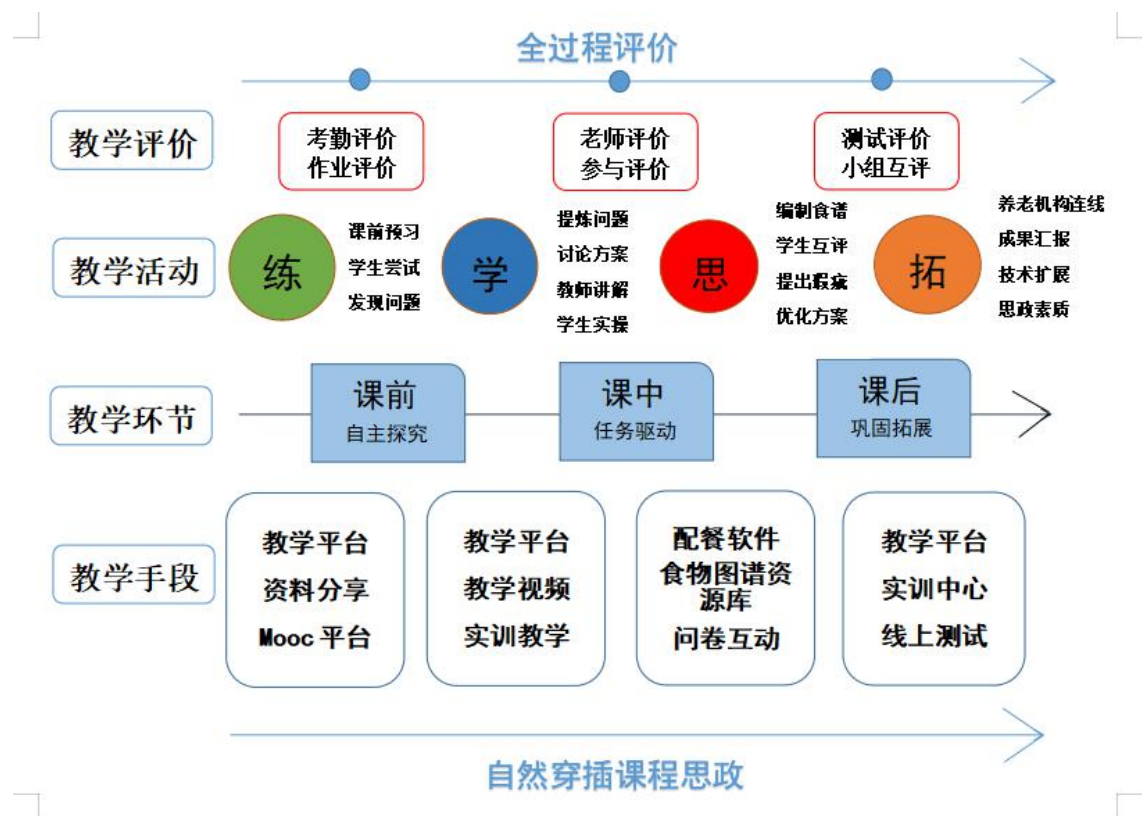 全过程评价
教学评价
考勤评价
作业评价
老师评价
参与评价
测试评价
小组互评
教学活动
练
课前预习
学生尝试
发现问题
学
提炼问题
讨论方案
教师讲解
学生实操
思
编制食谱
学生互评
提出瑕疵
优化方案
拓
养老机构连线
成果汇报
技术扩展
思政素质
教学环节
课前
自主探究
课中
任务驱动
课后
巩固拓展
教学手段
教学平台
资料分享
Mooc 平台
教学平台
教学视频
实训教学
配餐软件
食物图谱资
源库
问卷互动
教学平台
实训中心
线上测试
自然穿插课程思政